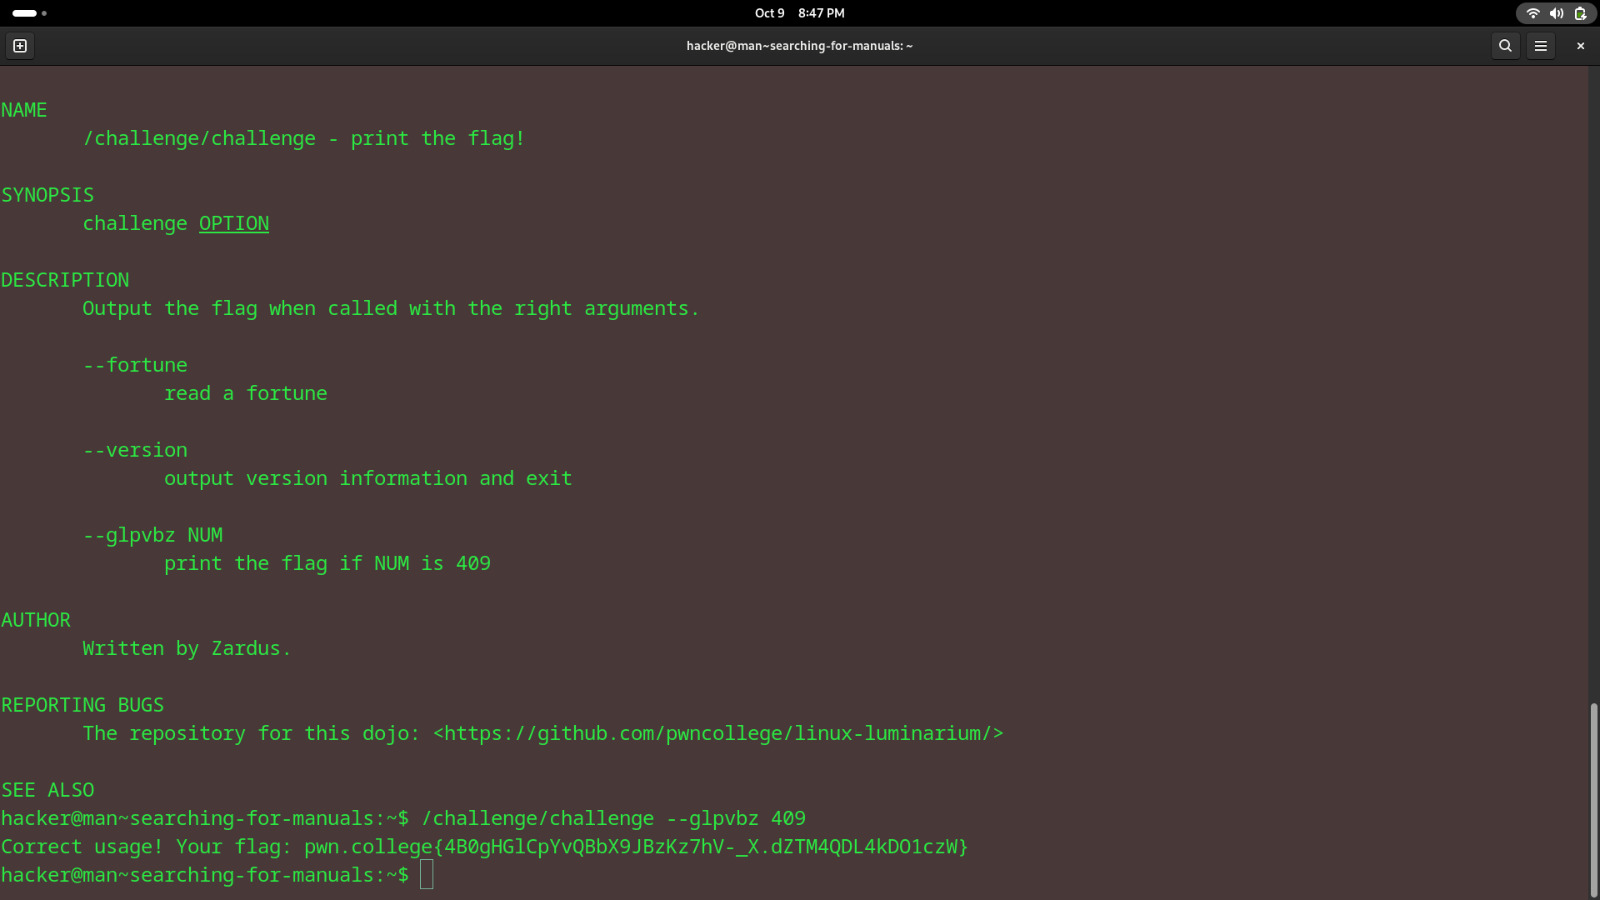 Oct 9 8:47 PM
hacker@man~searching-for-manuals: ~
NAME
/challenge/challenge - print the flag!
SYNOPSIS
challenge OPTION
DESCRIPTION
Output the flag when called with the right arguments.
--fortune
read a fortune
--version
output version information and exit
--glpvbz NUM
print the flag if NUM is 409
AUTHOR
Written by Zardus.
REPORTING BUGS
The repository for this dojo: <https://github.com/pwncollege/linux-luminarium/>
SEE ALSO
hacker@man~searching-for-manuals:~$ /challenge/challenge --glpvbz 409
Correct usage! Your flag: pwn.college{4B0gHGlCpYvQBbX9JBzKz7hV-_X.dZTM4QDL4kDO1czW}
hacker@man~searching-for-manuals:~$